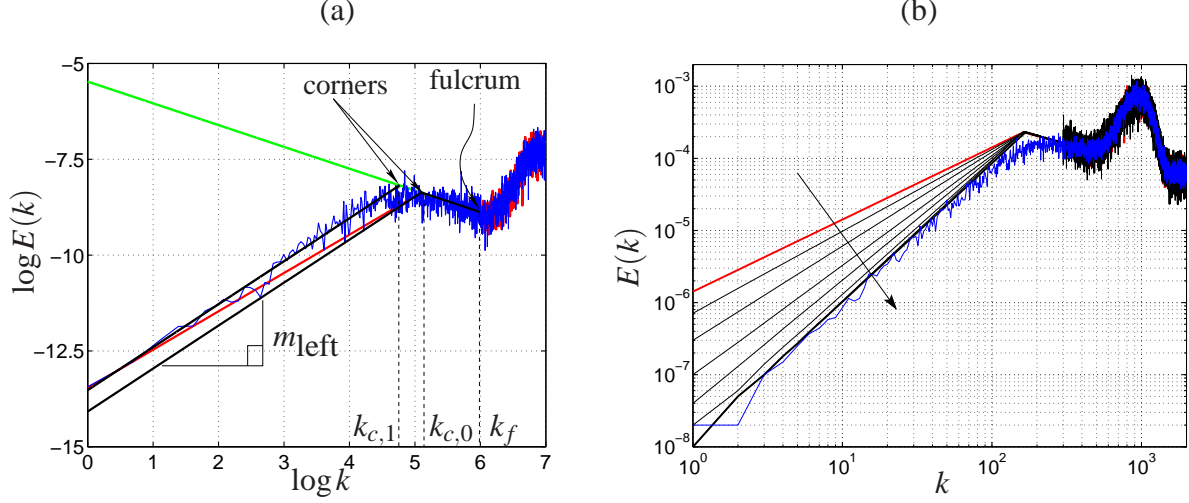 (a)
(b)
−5
−7.5
−10
−12.5
−15
log E(k)
0 1 2 3 4 5 6 7
log k
corners
fulcrum
m_left
k_{c,1}
k_{c,0}
k_f
10^{−3}
10^{−4}
10^{−5}
10^{−6}
10^{−7}
10^{−8}
E(k)
10^0 10^1 10^2 10^3
k